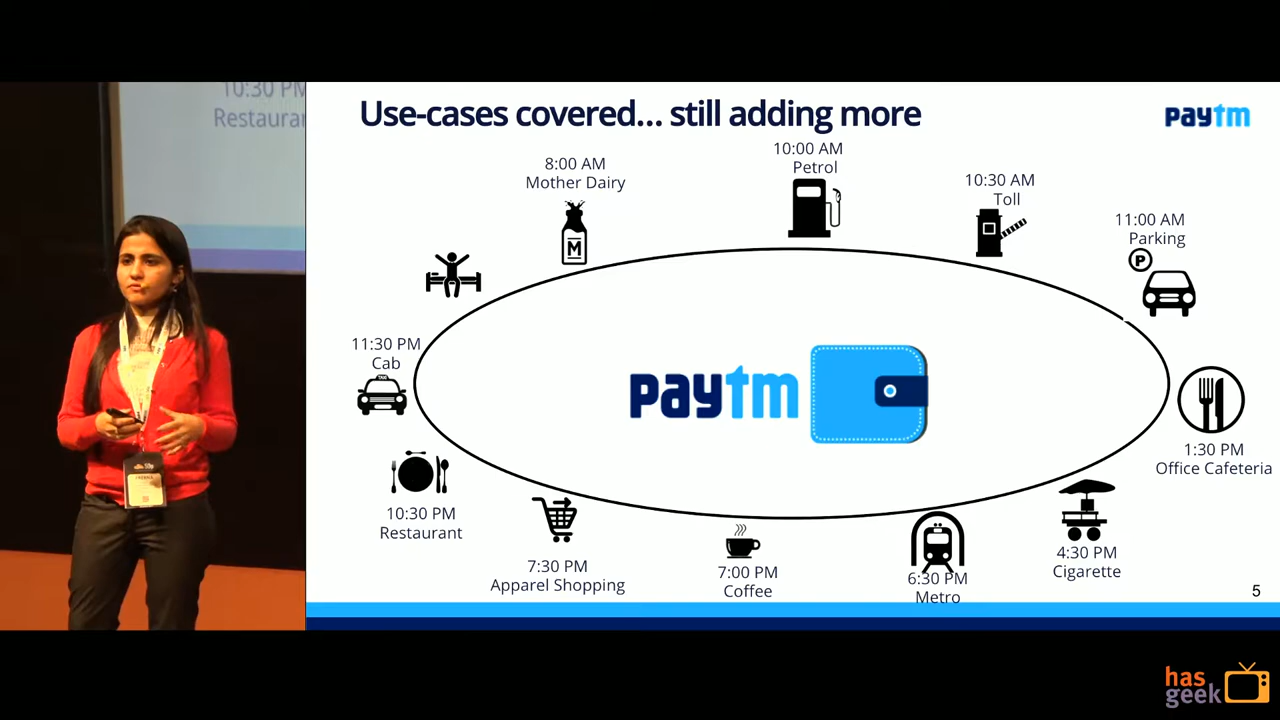 10:30 PM
Restauran
Use-cases covered... still adding more
paytm
8:00 AM
Mother Dairy
M
10:00 AM
Petrol
10:30 AM
Toll
11:00 AM
Parking
P
11:30 PM
Cab
TAXI
paytm
1:30 PM
Office Cafeteria
10:30 PM
Restaurant
7:30 PM
Apparel Shopping
7:00 PM
Coffee
6:30 PM
Metro
4:30 PM
Cigarette
5
50p
has
geek